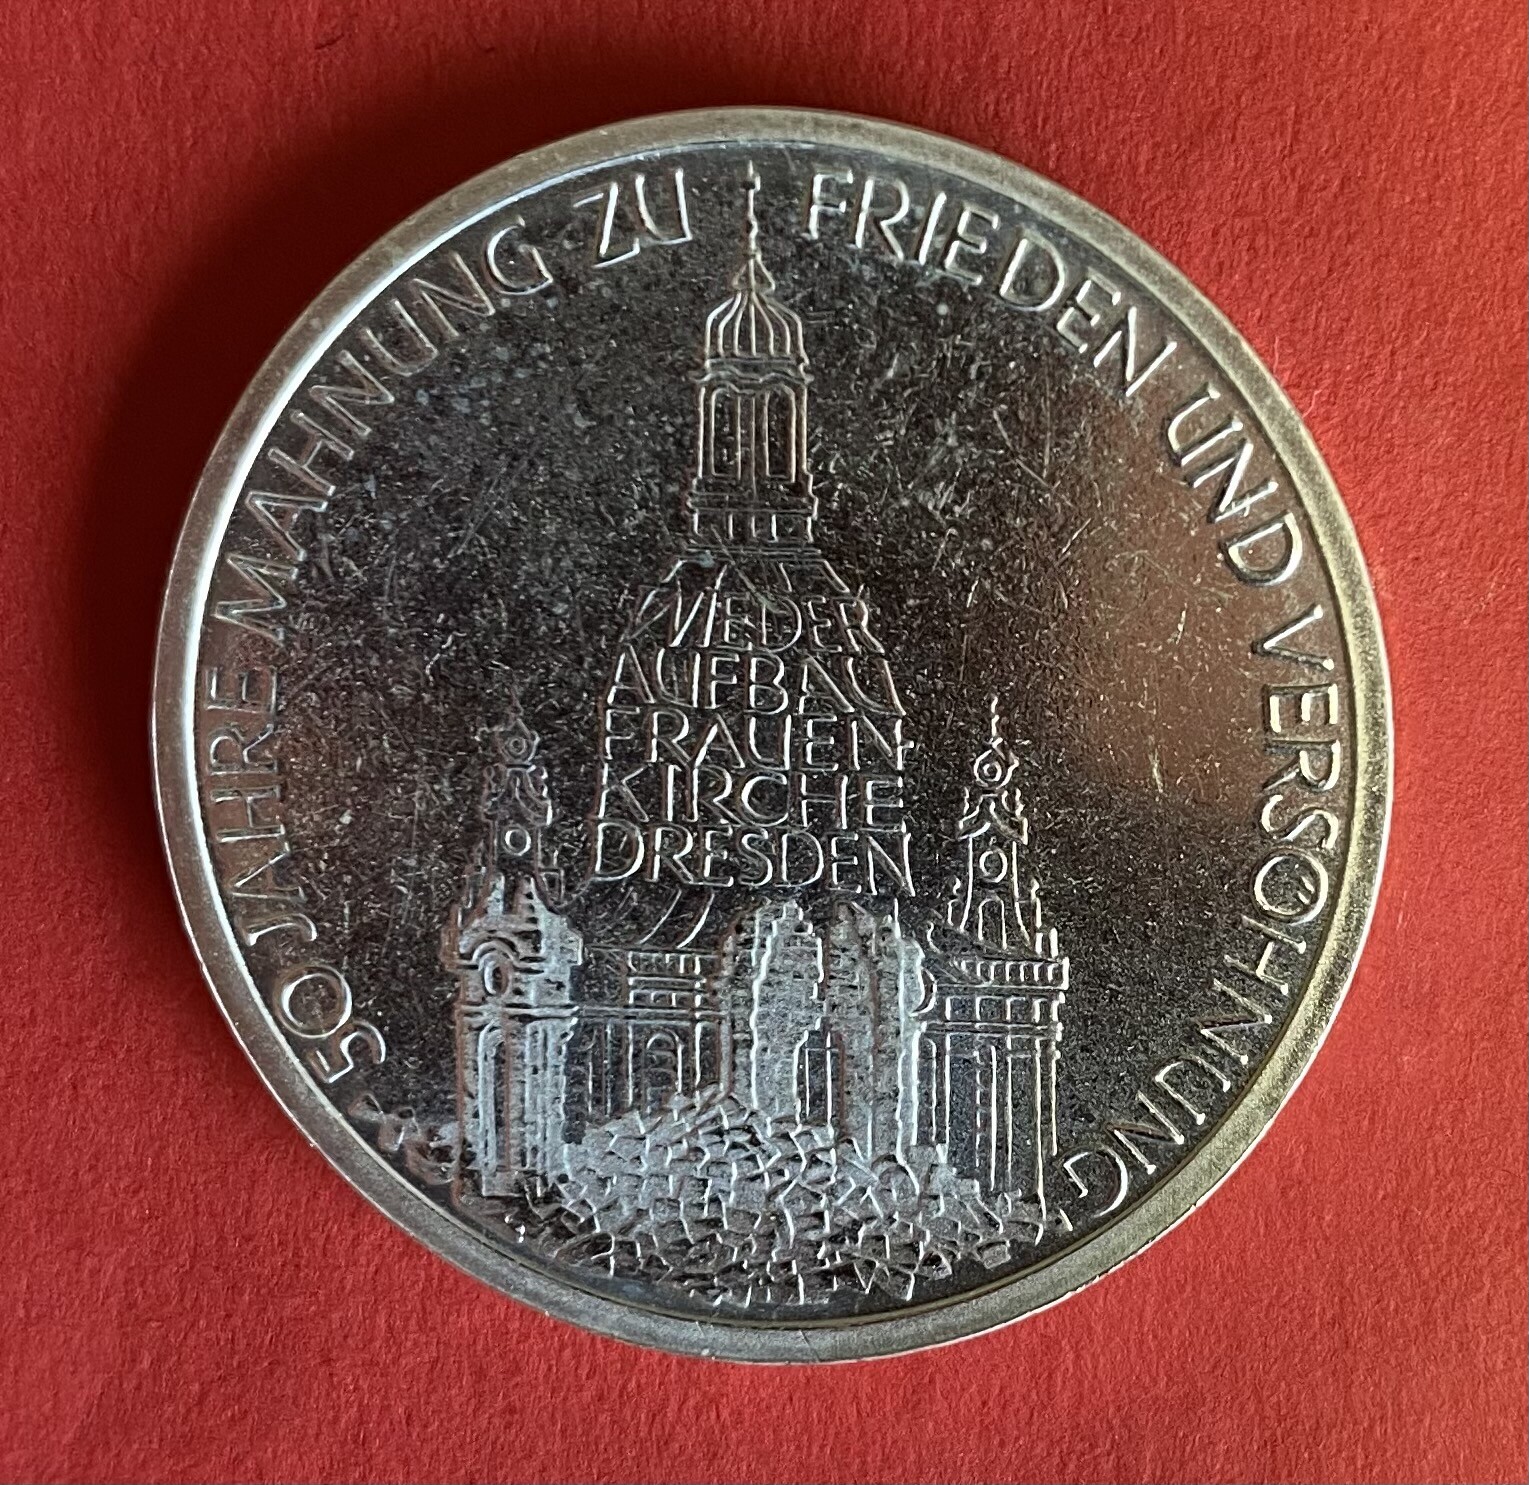 50 JAHRE MAHNUNG ZU FRIEDEN UND VERSÖHNUNG
WIEDER
AUFBAU
FRAUEN-
KIRCHE
DRESDEN